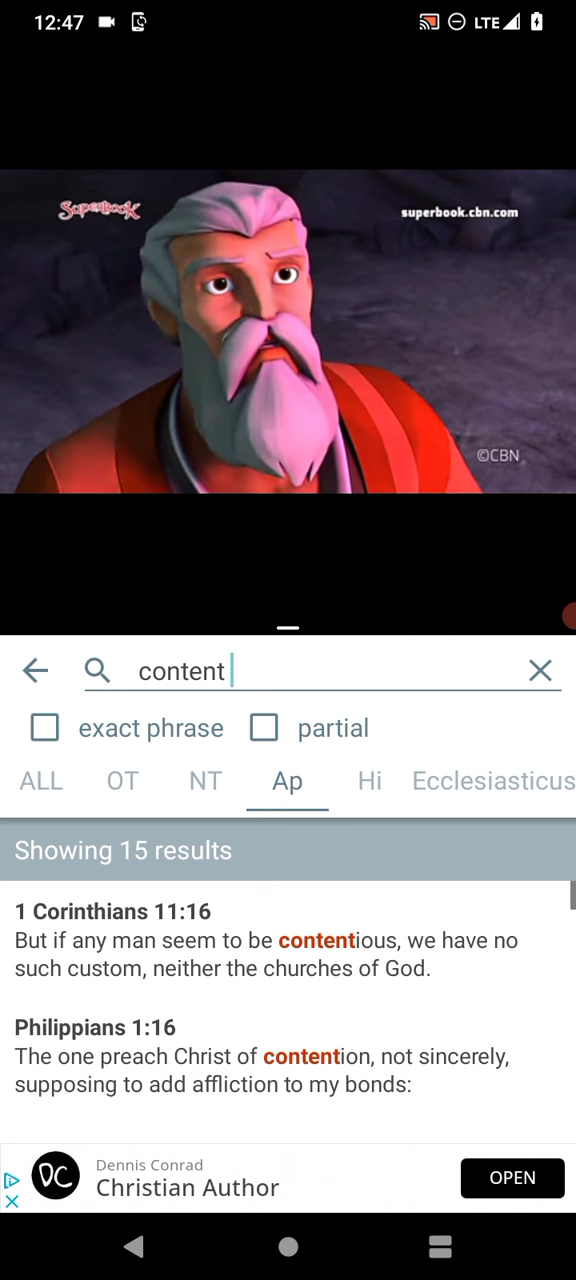 12:47
LTE
SUPERBOOK
superbook.cbn.com
©CBN
content
exact phrase
partial
ALL OT NT Ap Hi Ecclesiasticus
Showing 15 results
1 Corinthians 11:16
But if any man seem to be contentious, we have no
such custom, neither the churches of God.
Philippians 1:16
The one preach Christ of contention, not sincerely,
supposing to add affliction to my bonds:
DC
Dennis Conrad
Christian Author
OPEN